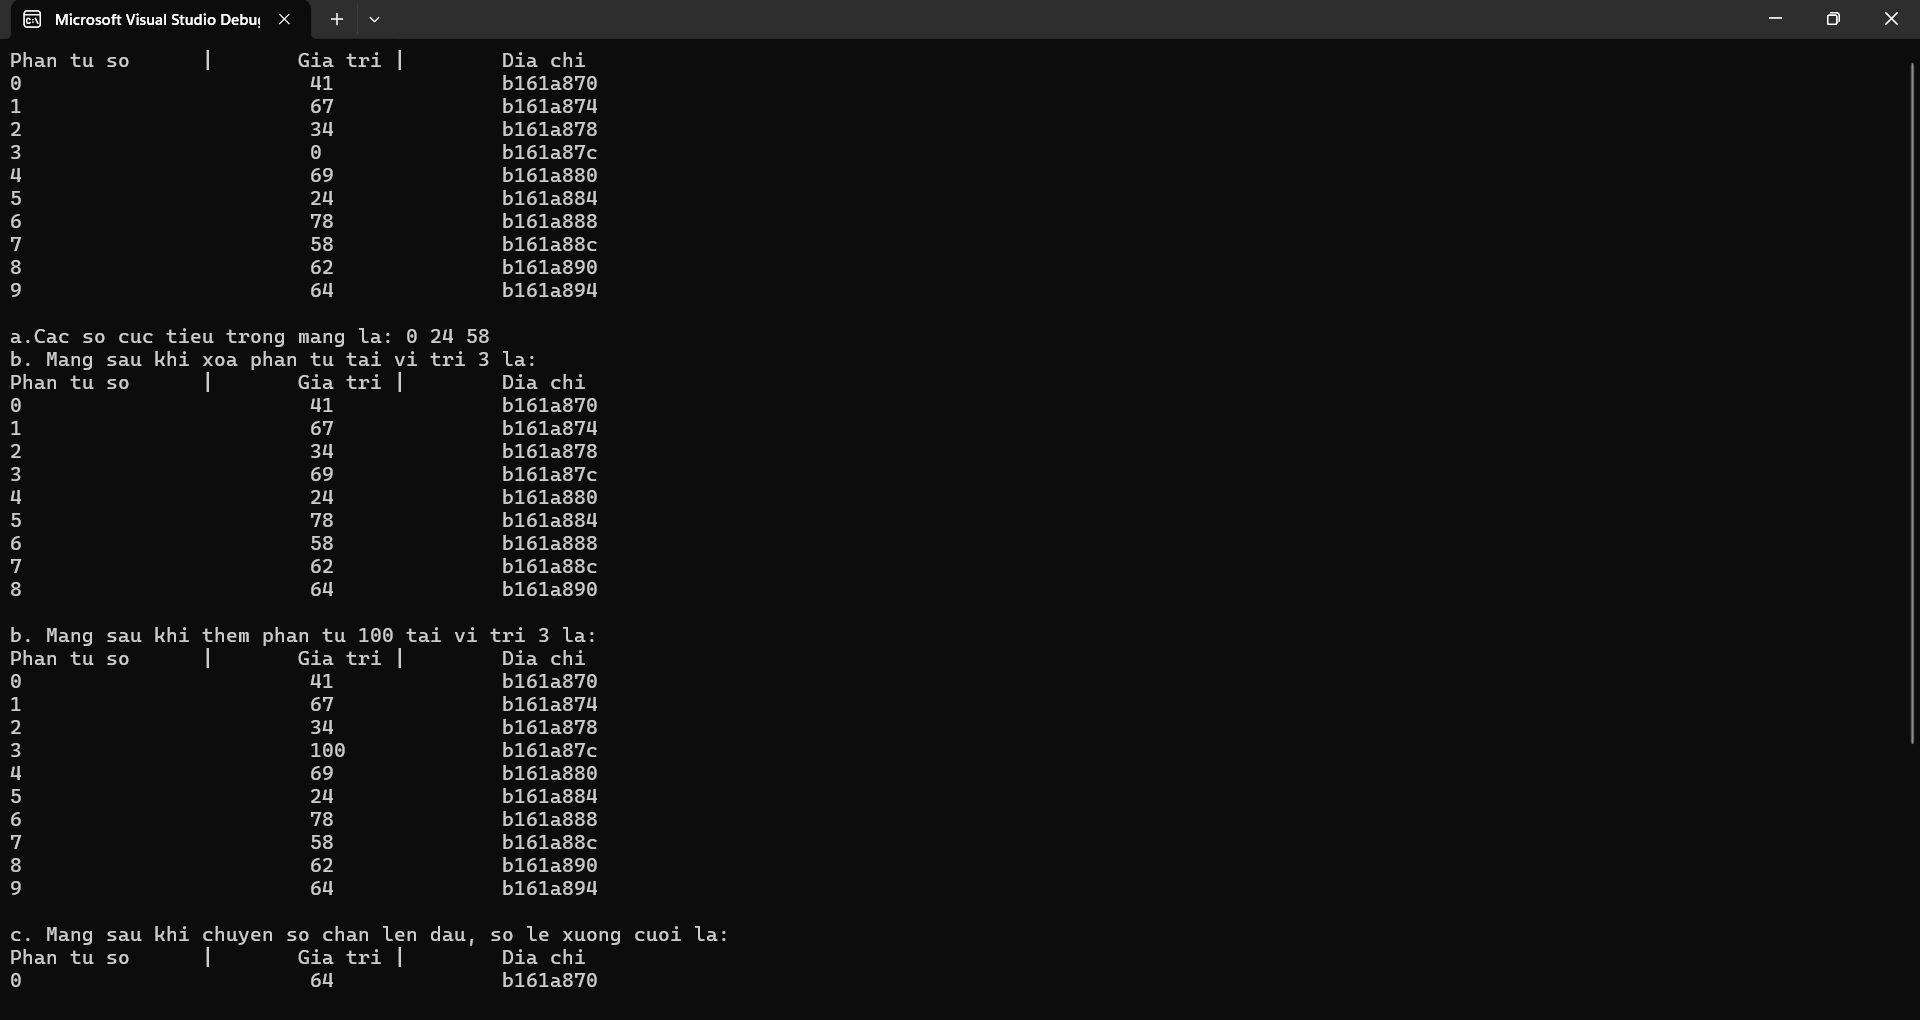 Microsoft Visual Studio Debug
Phan tu so | Gia tri | Dia chi
0 41 b161a870
1 67 b161a874
2 34 b161a878
3 0 b161a87c
4 69 b161a880
5 24 b161a884
6 78 b161a888
7 58 b161a88c
8 62 b161a890
9 64 b161a894
a.Cac so cuc tieu trong mang la: 0 24 58
b. Mang sau khi xoa phan tu tai vi tri 3 la:
Phan tu so | Gia tri | Dia chi
0 41 b161a870
1 67 b161a874
2 34 b161a878
3 69 b161a87c
4 24 b161a880
5 78 b161a884
6 58 b161a888
7 62 b161a88c
8 64 b161a890
b. Mang sau khi them phan tu 100 tai vi tri 3 la:
Phan tu so | Gia tri | Dia chi
0 41 b161a870
1 67 b161a874
2 34 b161a878
3 100 b161a87c
4 69 b161a880
5 24 b161a884
6 78 b161a888
7 58 b161a88c
8 62 b161a890
9 64 b161a894
c. Mang sau khi chuyen so chan len dau, so le xuong cuoi la:
Phan tu so | Gia tri | Dia chi
0 64 b161a870